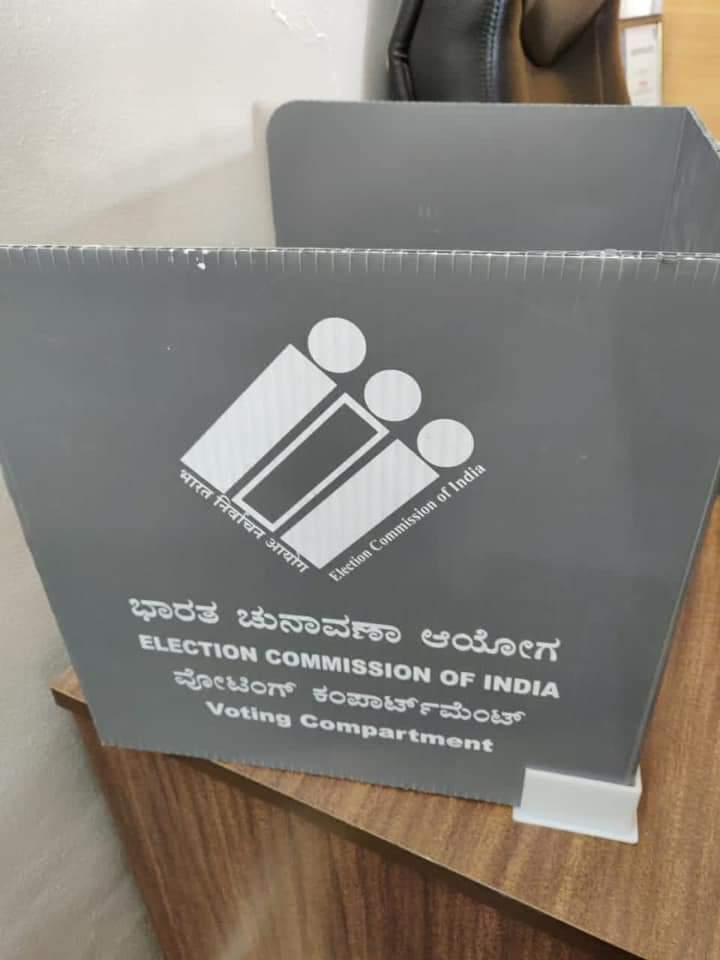 भारत निर्वाचन आयोग
Election Commission of India
ಭಾರತ ಚುನಾವಣಾ ಆಯೋಗ
ELECTION COMMISSION OF INDIA
ವೋಟಿಂಗ್ ಕಂಪಾರ್ಟ್‌ಮೆಂಟ್
Voting Compartment